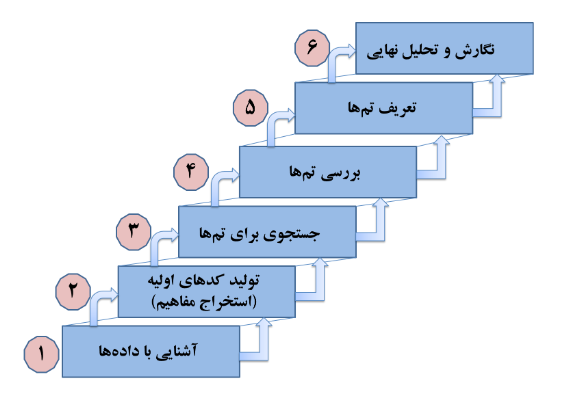 ۶
نگارش و تحلیل نهایی
۵
تعریف تم‌ها
۴
بررسی تم‌ها
۳
جستجوی برای تم‌ها
۲
تولید کدهای اولیه
(استخراج مفاهیم)
۱
آشنایی با داده‌ها